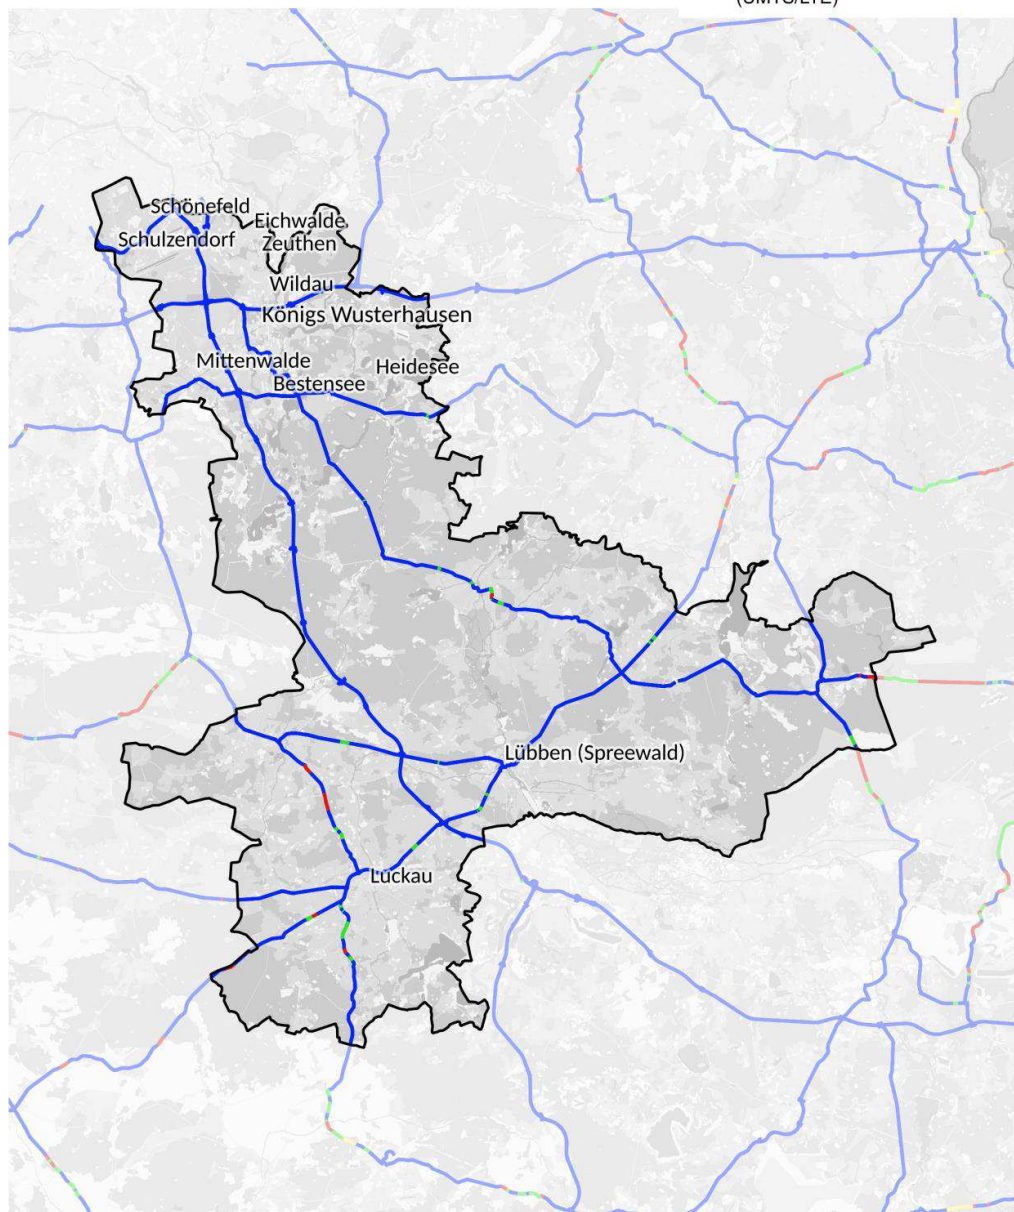 (UMTS/LTE)
Schönefeld
Eichwalde
Schulzendorf
Zeuthen
Wildau
Königs Wusterhausen
Mittenwalde
Heidesee
Bestensee
Lübben (Spreewald)
Luckau